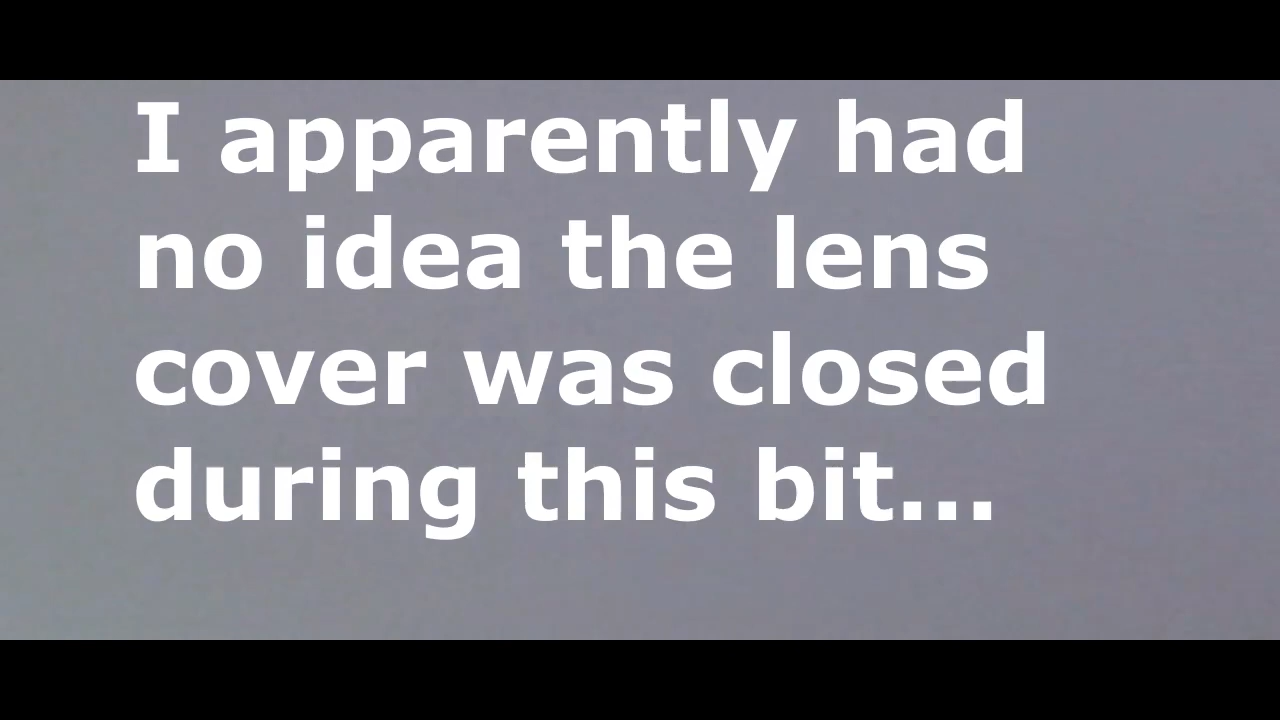 I apparently had
no idea the lens
cover was closed
during this bit...